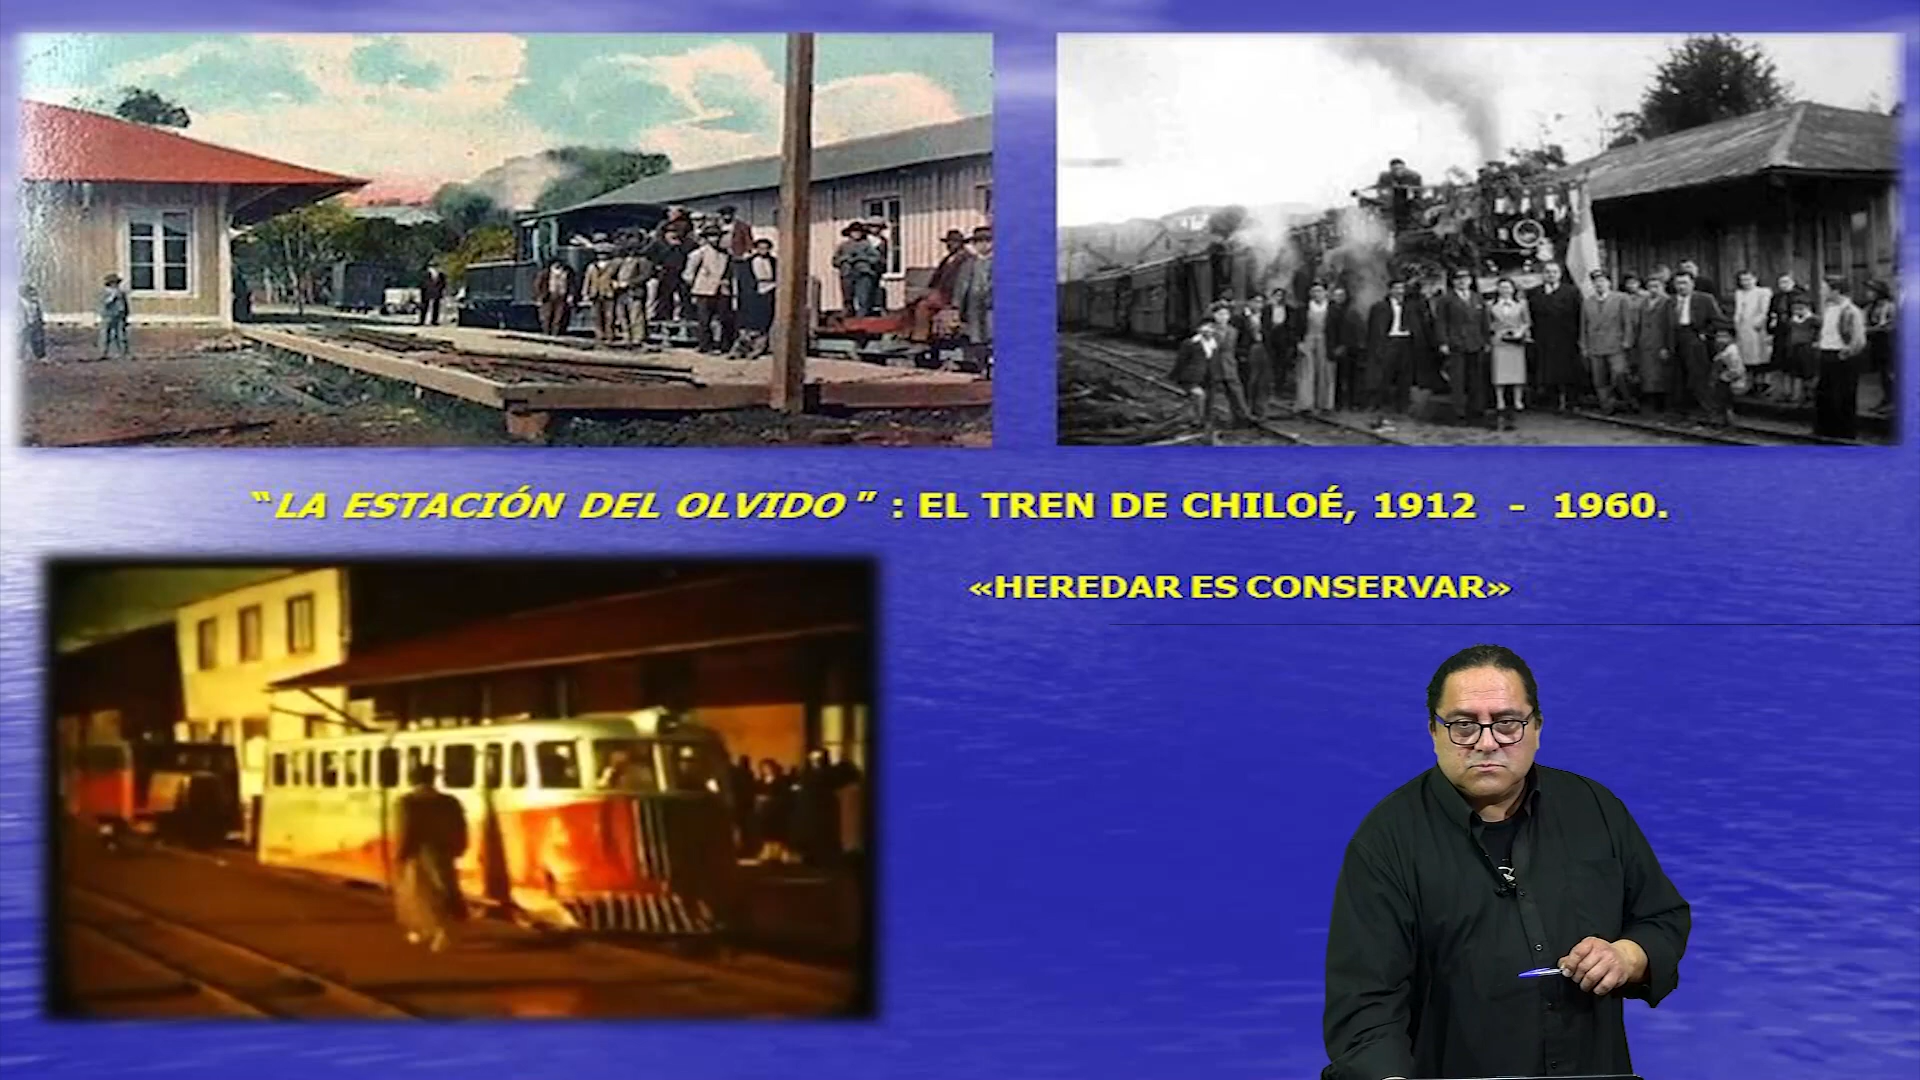 “LA ESTACIÓN DEL OLVIDO” : EL TREN DE CHILOÉ, 1912 - 1960.
«HEREDAR ES CONSERVAR»